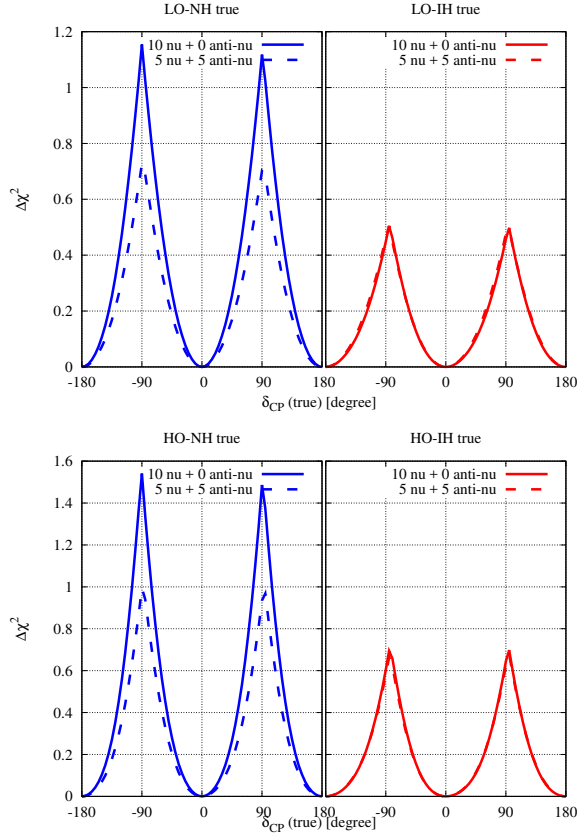 LO-NH true
LO-IH true
10 nu + 0 anti-nu
5 nu + 5 anti-nu
10 nu + 0 anti-nu
5 nu + 5 anti-nu
Δχ²
1.2
1
0.8
0.6
0.4
0.2
0
-180 -90 0 90 180
-90 0 90 180
δCP (true) [degree]
HO-NH true
HO-IH true
10 nu + 0 anti-nu
5 nu + 5 anti-nu
10 nu + 0 anti-nu
5 nu + 5 anti-nu
Δχ²
1.6
1.4
1.2
1
0.8
0.6
0.4
0.2
0
-180 -90 0 90 180
-90 0 90 180
δCP (true) [degree]